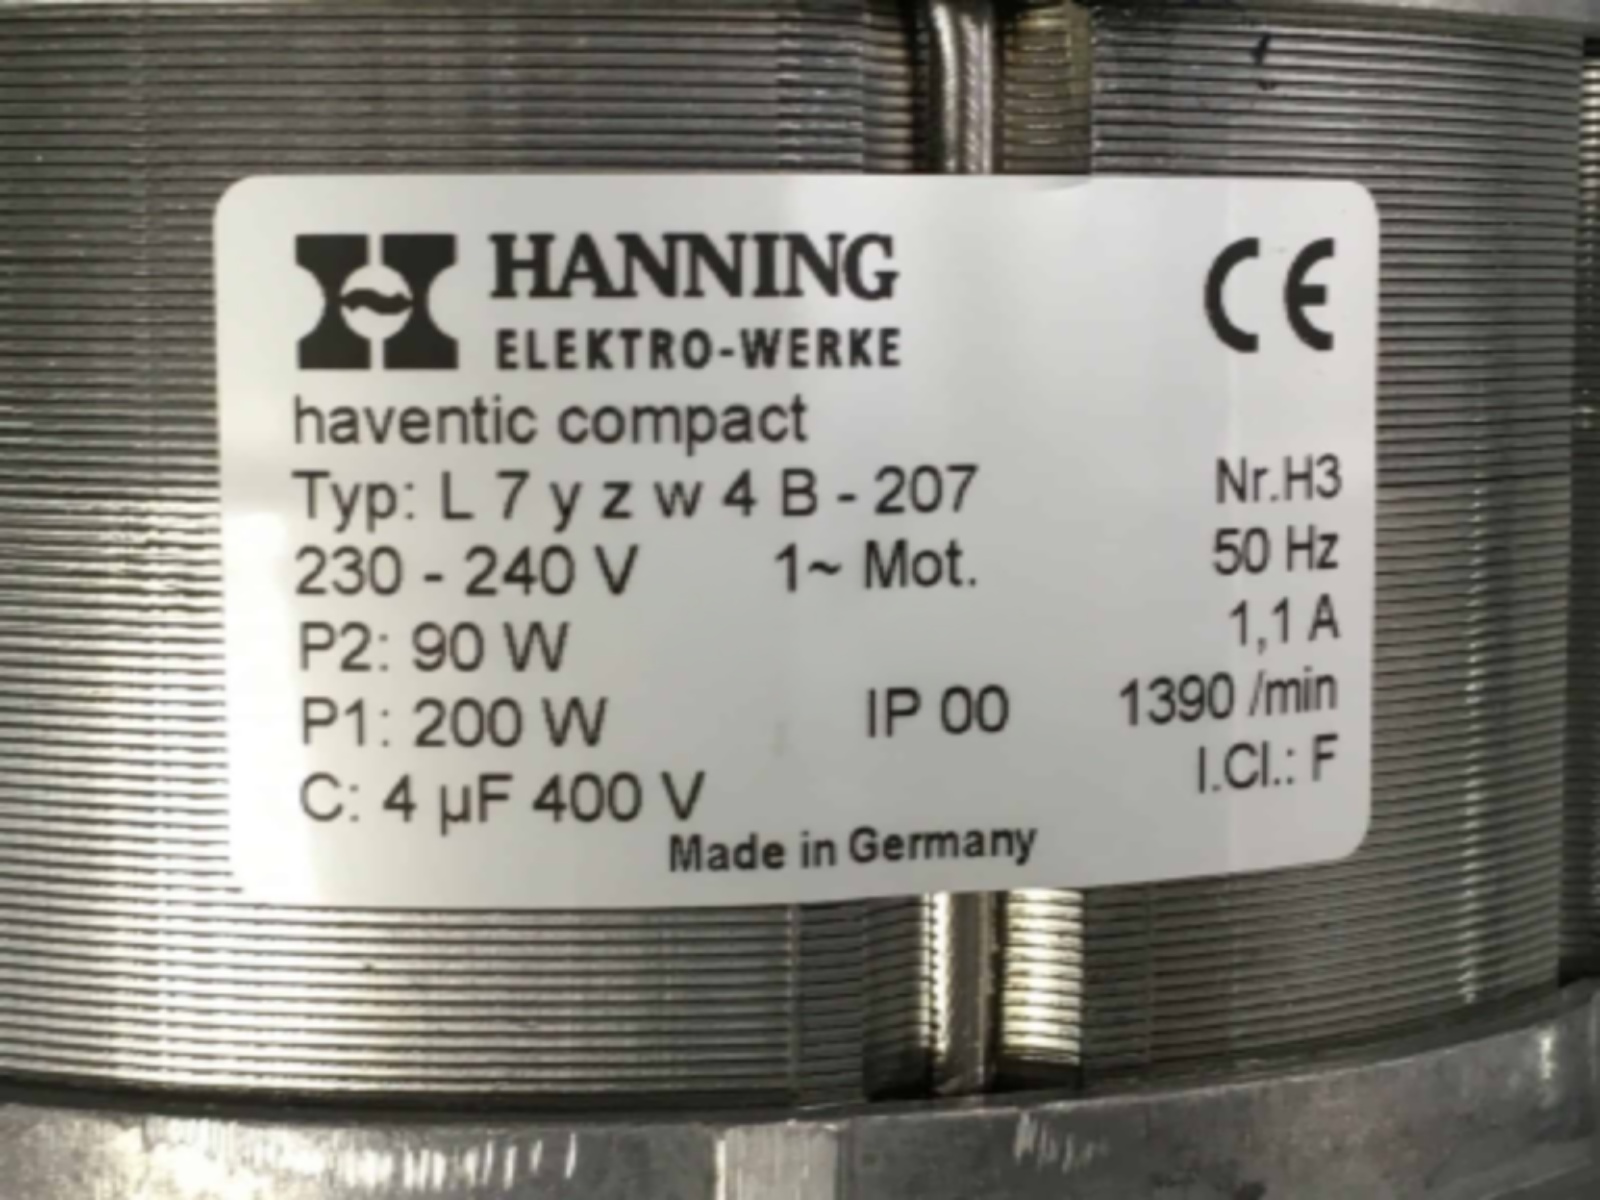 HANNING
ELEKTRO-WERKE
CE
haventic compact
Typ: L 7 y z w 4 B - 207 Nr.H3
230 - 240 V 1~ Mot. 50 Hz
P2: 90 W 1,1 A
P1: 200 W IP 00 1390 /min
C: 4 µF 400 V I.Cl.: F
Made in Germany